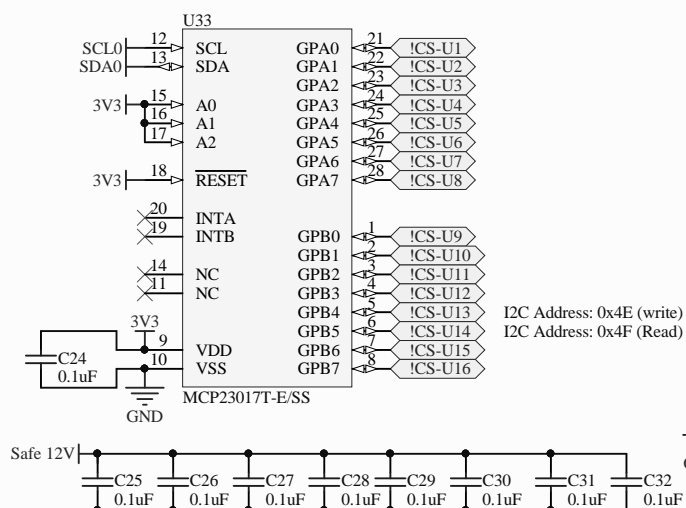 U33
SCL0 12 SCL GPA0 21 !CS-U1
SDA0 13 SDA GPA1 22 !CS-U2
GPA2 23 !CS-U3
3V3 15 A0 GPA3 24 !CS-U4
16 A1 GPA4 25 !CS-U5
17 A2 GPA5 26 !CS-U6
GPA6 27 !CS-U7
3V3 18 RESET GPA7 28 !CS-U8
20 INTA
19 INTB GPB0 1 !CS-U9
GPB1 2 !CS-U10
14 NC GPB2 3 !CS-U11
11 NC GPB3 4 !CS-U12
GPB4 5 !CS-U13 I2C Address: 0x4E (write)
3V3 GPB5 6 !CS-U14 I2C Address: 0x4F (Read)
9 VDD GPB6 7 !CS-U15
C24 10 VSS GPB7 8 !CS-U16
0.1uF
MCP23017T-E/SS
GND
Safe 12V
C25 C26 C27 C28 C29 C30 C31 C32
0.1uF 0.1uF 0.1uF 0.1uF 0.1uF 0.1uF 0.1uF 0.1uF